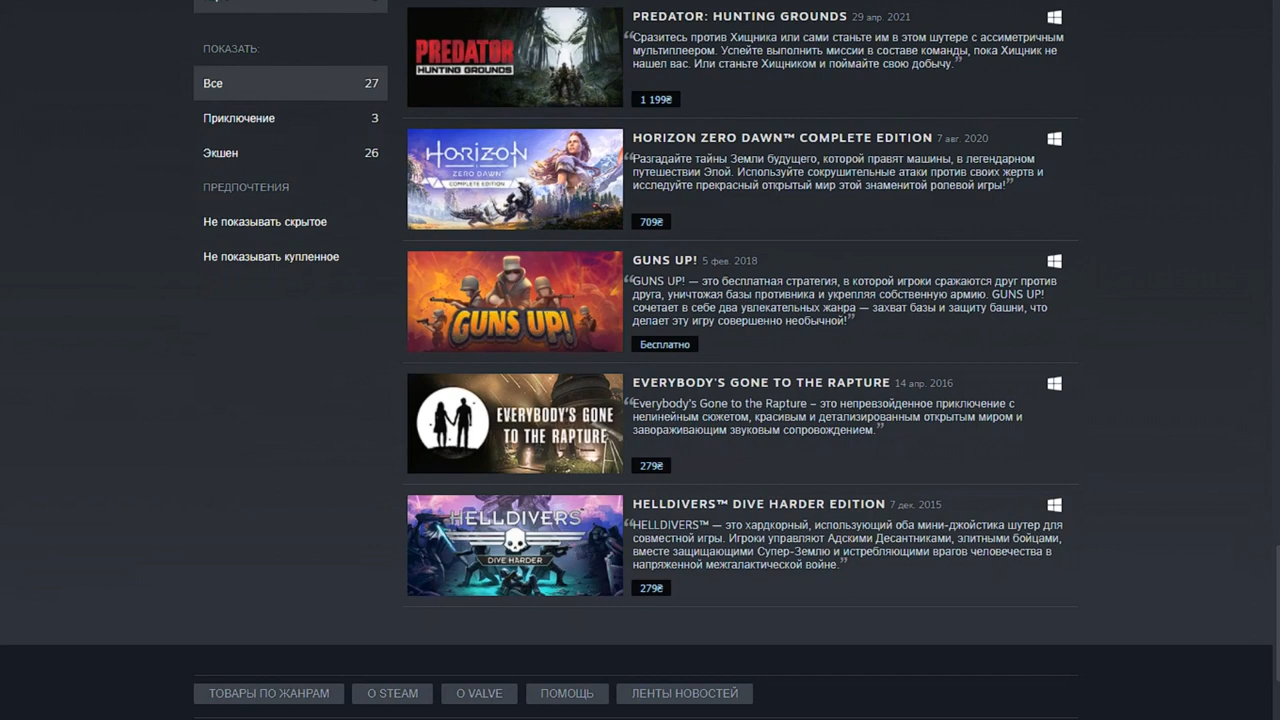 ПОКАЗАТЬ:
Все 27
Приключение 3
Экшен 26
ПРЕДПОЧТЕНИЯ
Не показывать скрытое
Не показывать купленное
PREDATOR
HUNTING GROUNDS
PREDATOR: HUNTING GROUNDS 29 апр. 2021
“Сразитесь против Хищника или сами станьте им в этом шутере с ассиметричным
мультиплеером. Успейте выполнить миссии в составе команды, пока Хищник не
нашел вас. Или станьте Хищником и поймайте свою добычу.”
1 199₴
HORIZON
ZERO DAWN
COMPLETE EDITION
HORIZON ZERO DAWN™ COMPLETE EDITION 7 авг. 2020
“Разгадайте тайны Земли будущего, которой правят машины, в легендарном
путешествии Элой. Используйте сокрушительные атаки против своих жертв и
исследуйте прекрасный открытый мир этой знаменитой ролевой игры!”
709₴
GUNS UP!
GUNS UP! 5 фев. 2018
“GUNS UP! — это бесплатная стратегия, в которой игроки сражаются друг против
друга, уничтожая базы противника и укрепляя собственную армию. GUNS UP!
сочетает в себе два увлекательных жанра — захват базы и защиту башни, что
делает эту игру совершенно необычной!”
Бесплатно
EVERYBODY'S GONE
TO THE RAPTURE
EVERYBODY'S GONE TO THE RAPTURE 14 апр. 2016
“Everybody's Gone to the Rapture – это непревзойденное приключение с
нелинейным сюжетом, красивым и детализированным открытым миром и
завораживающим звуковым сопровождением.”
279₴
HELLDIVERS™
DIVE HARDER
HELLDIVERS™ DIVE HARDER EDITION 7 дек. 2015
“HELLDIVERS™ — это хардкорный, использующий оба мини-джойстика шутер для
совместной игры. Игроки управляют Адскими Десантниками, элитными бойцами,
вместе защищающими Супер-Землю и истребляющими врагов человечества в
напряженной межгалактической войне.”
279₴
ТОВАРЫ ПО ЖАНРАМ
О STEAM
О VALVE
ПОМОЩЬ
ЛЕНТЫ НОВОСТЕЙ